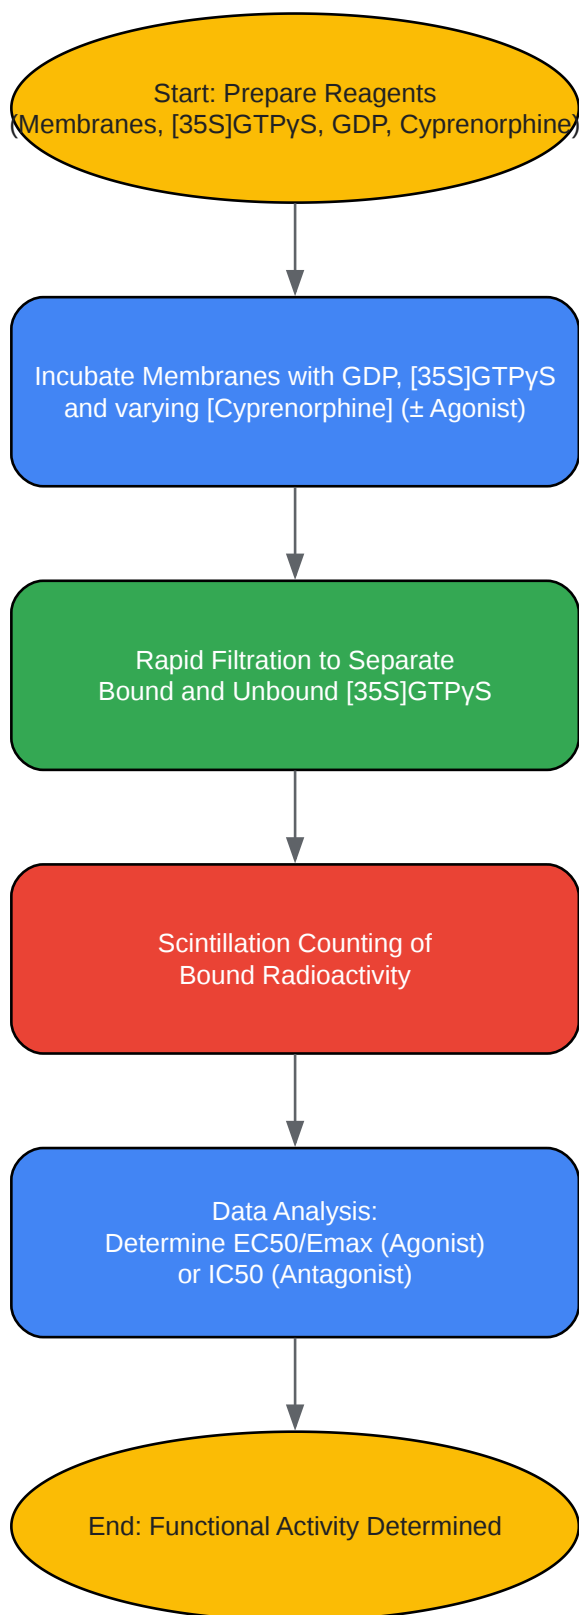 Start: Prepare Reagents
(Membranes, [35S]GTPγS, GDP, Cyprenorphine)
Incubate Membranes with GDP, [35S]GTPγS
and varying [Cyprenorphine] (± Agonist)
Rapid Filtration to Separate
Bound and Unbound [35S]GTPγS
Scintillation Counting of
Bound Radioactivity
Data Analysis:
Determine EC50/Emax (Agonist)
or IC50 (Antagonist)
End: Functional Activity Determined